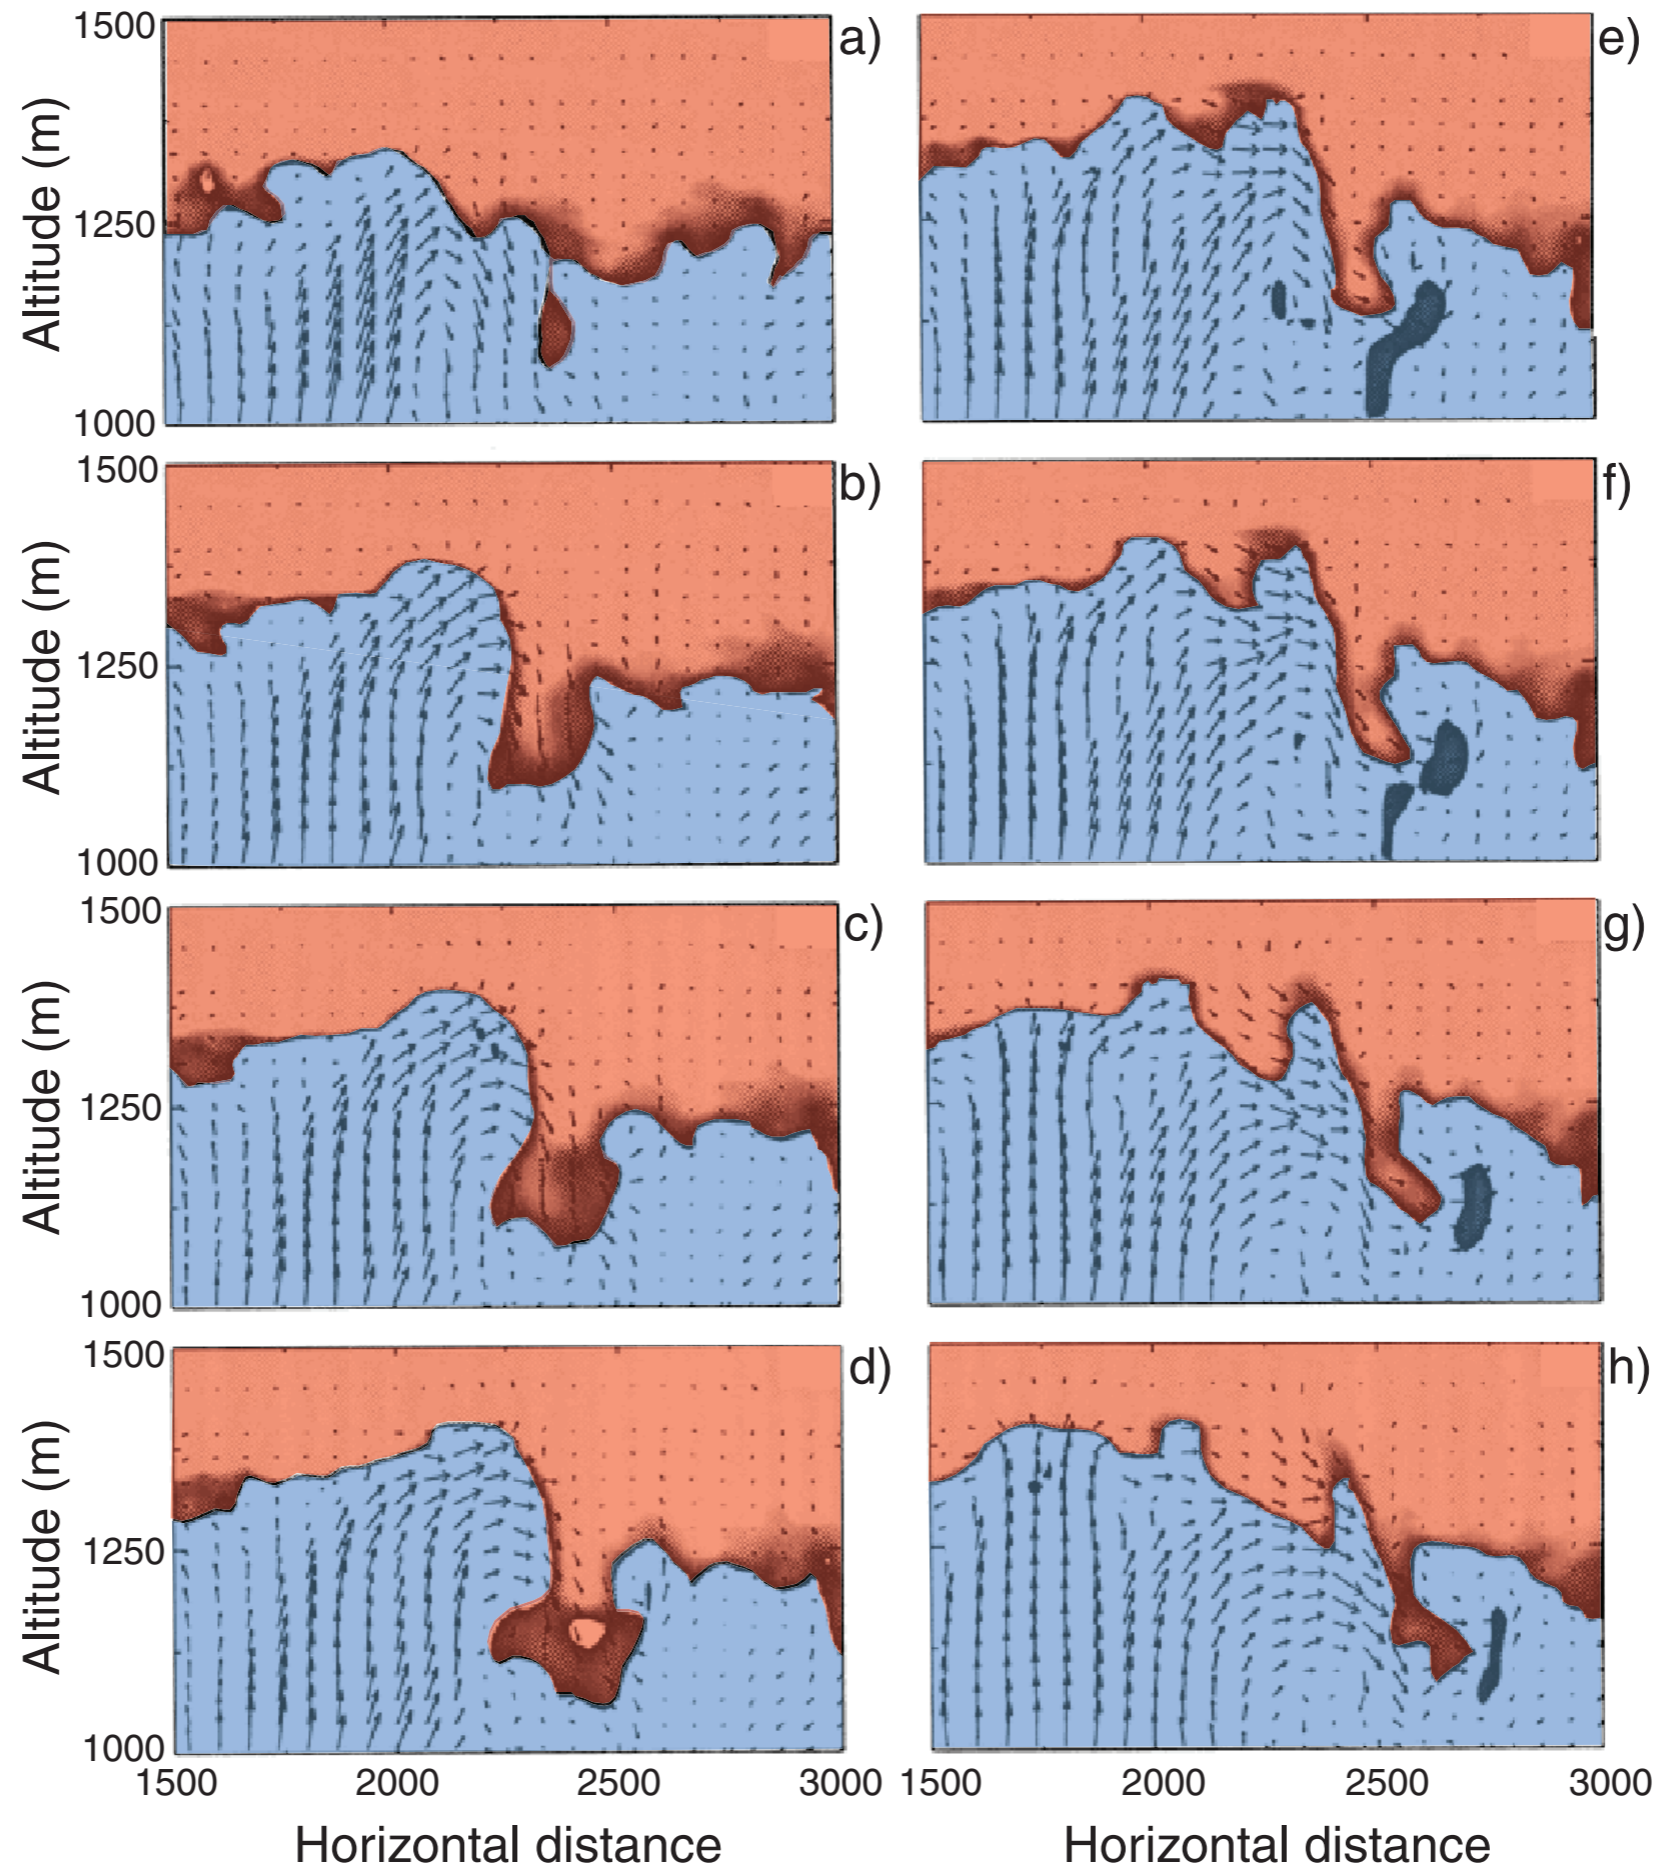 1500
a)
e)
Altitude (m)
1250
1000
1500
b)
f)
Altitude (m)
1250
1000
1500
c)
g)
Altitude (m)
1250
1000
1500
d)
h)
Altitude (m)
1250
1000
1500 2000 2500 3000 1500 2000 2500 3000
Horizontal distance Horizontal distance